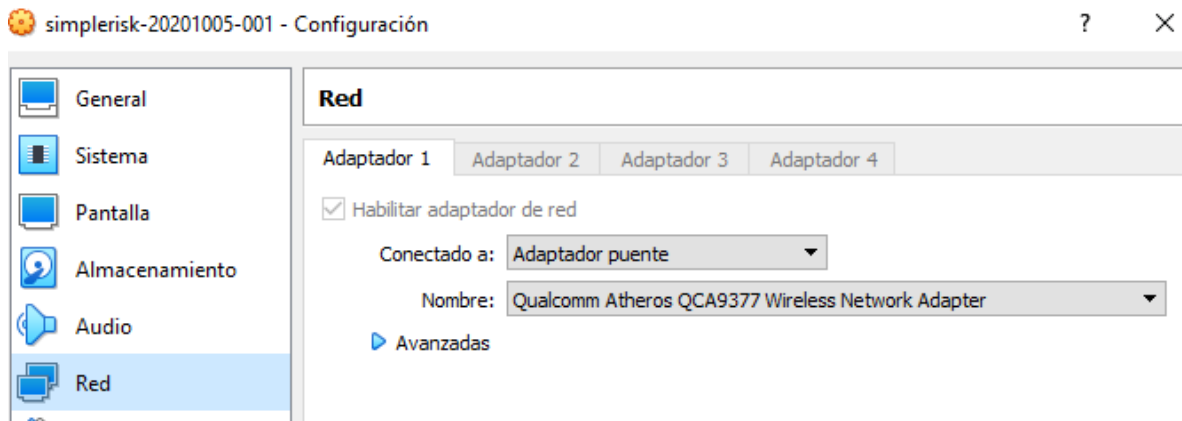 simplerisk-20201005-001 - Configuración ? ×
General
Sistema
Pantalla
Almacenamiento
Audio
Red
Red
Adaptador 1 Adaptador 2 Adaptador 3 Adaptador 4
Habilitar adaptador de red
Conectado a: Adaptador puente
Nombre: Qualcomm Atheros QCA9377 Wireless Network Adapter
Avanzadas